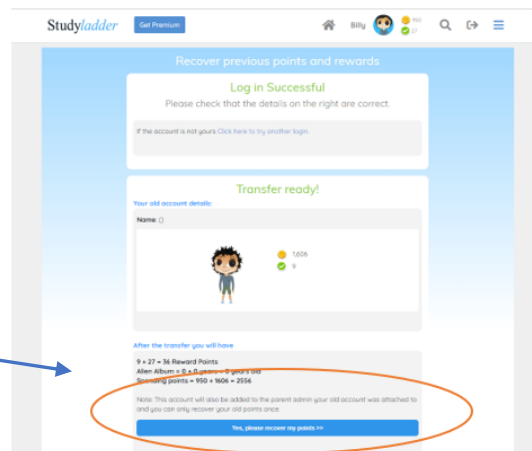 Studyladder
Get Premium
Billy
950
27
Recover previous points and rewards
Log in Successful
Please check that the details on the right are correct.
If the account is not yours Click here to try another login.
Transfer ready!
Your old account details:
Name: ()
1,606
9
After the transfer you will have
9 + 27 = 36 Reward Points
Alien Album = 0 + 0 years = 0 years old
Spending points = 950 + 1606 = 2556
Note: This account will also be added to the parent admin your old account was attached to
and you can only recover your old points once.
Yes, please recover my points >>